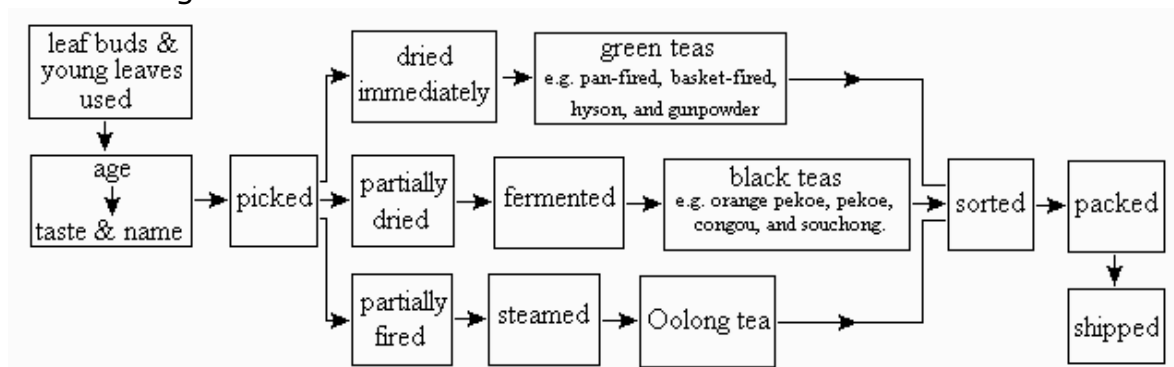 leaf buds &
young leaves
used
age
taste & name
picked
dried
immediately
green teas
e.g. pan-fired, basket-fired,
hyson, and gunpowder
partially
dried
fermented
black teas
e.g. orange pekoe, pekoe,
congou, and souchong.
partially
fired
steamed
Oolong tea
sorted
packed
shipped